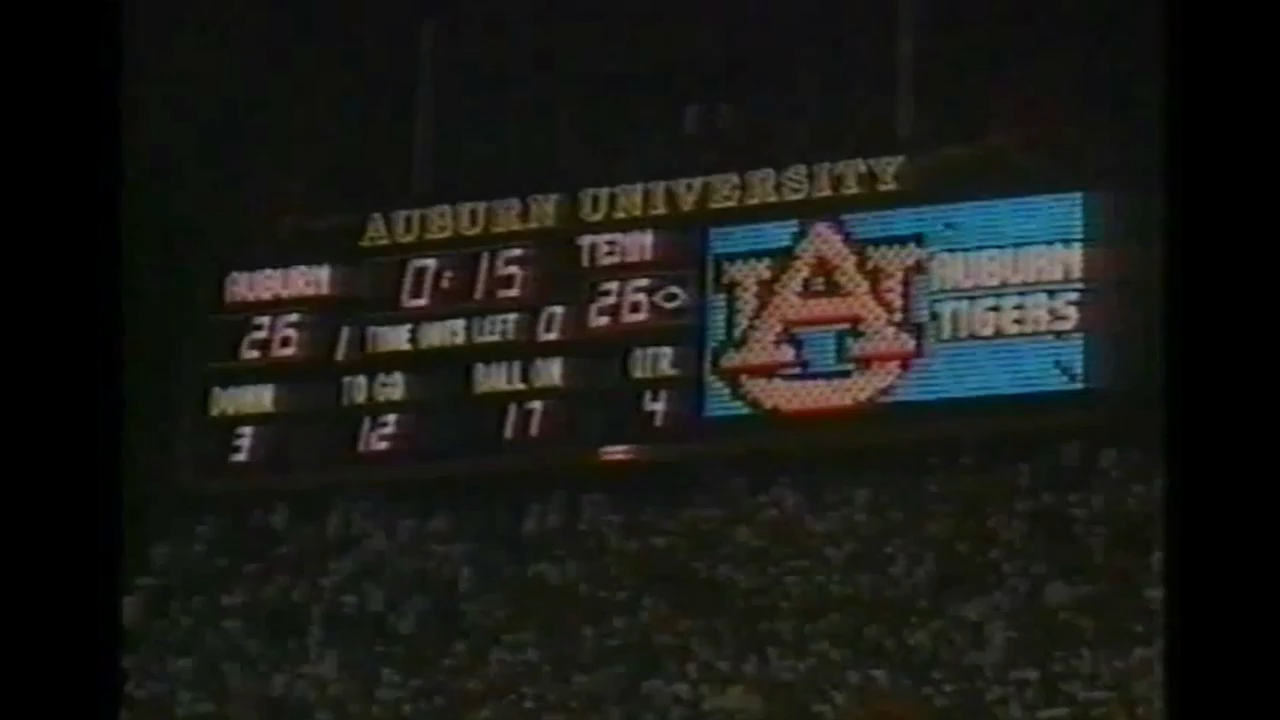 AUBURN UNIVERSITY
AUBURN 0:15 TENN
26 1 TIME OUTS LEFT 0 26
DOWN TO GO BALL ON QTR.
3 12 17 4
AU AUBURN
TIGERS